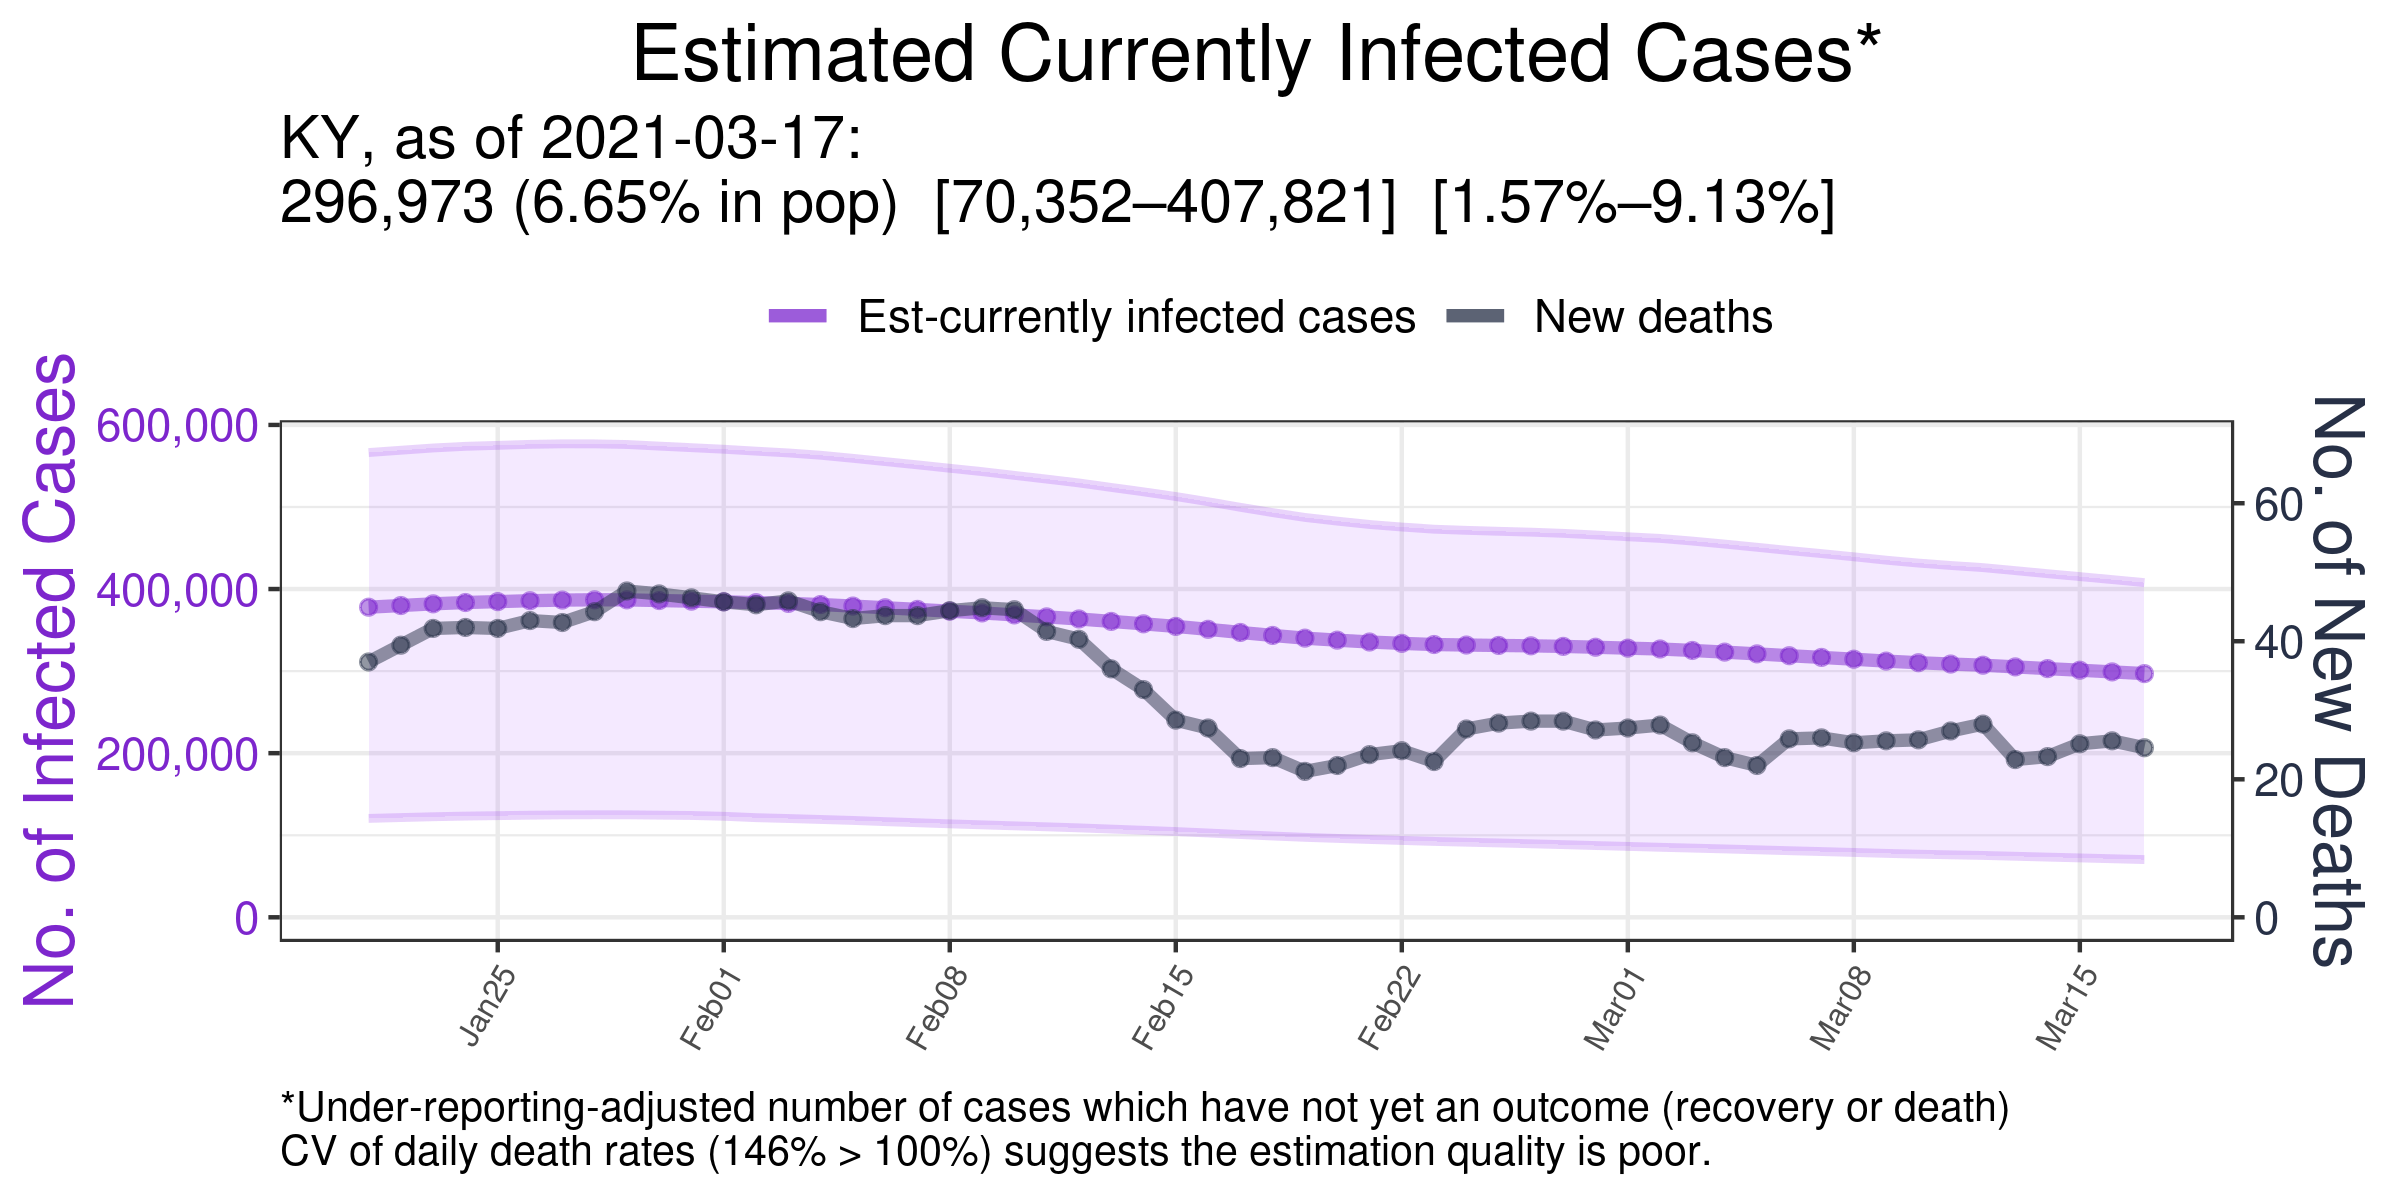 Estimated Currently Infected Cases*
KY, as of 2021-03-17:
296,973 (6.65% in pop)  [70,352–407,821]  [1.57%–9.13%]
Est-currently infected cases
New deaths
No. of Infected Cases
600,000
400,000
200,000
0
No. of New Deaths
60
40
20
0
Jan25
Feb01
Feb08
Feb15
Feb22
Mar01
Mar08
Mar15
*Under-reporting-adjusted number of cases which have not yet an outcome (recovery or death)
CV of daily death rates (146% > 100%) suggests the estimation quality is poor.